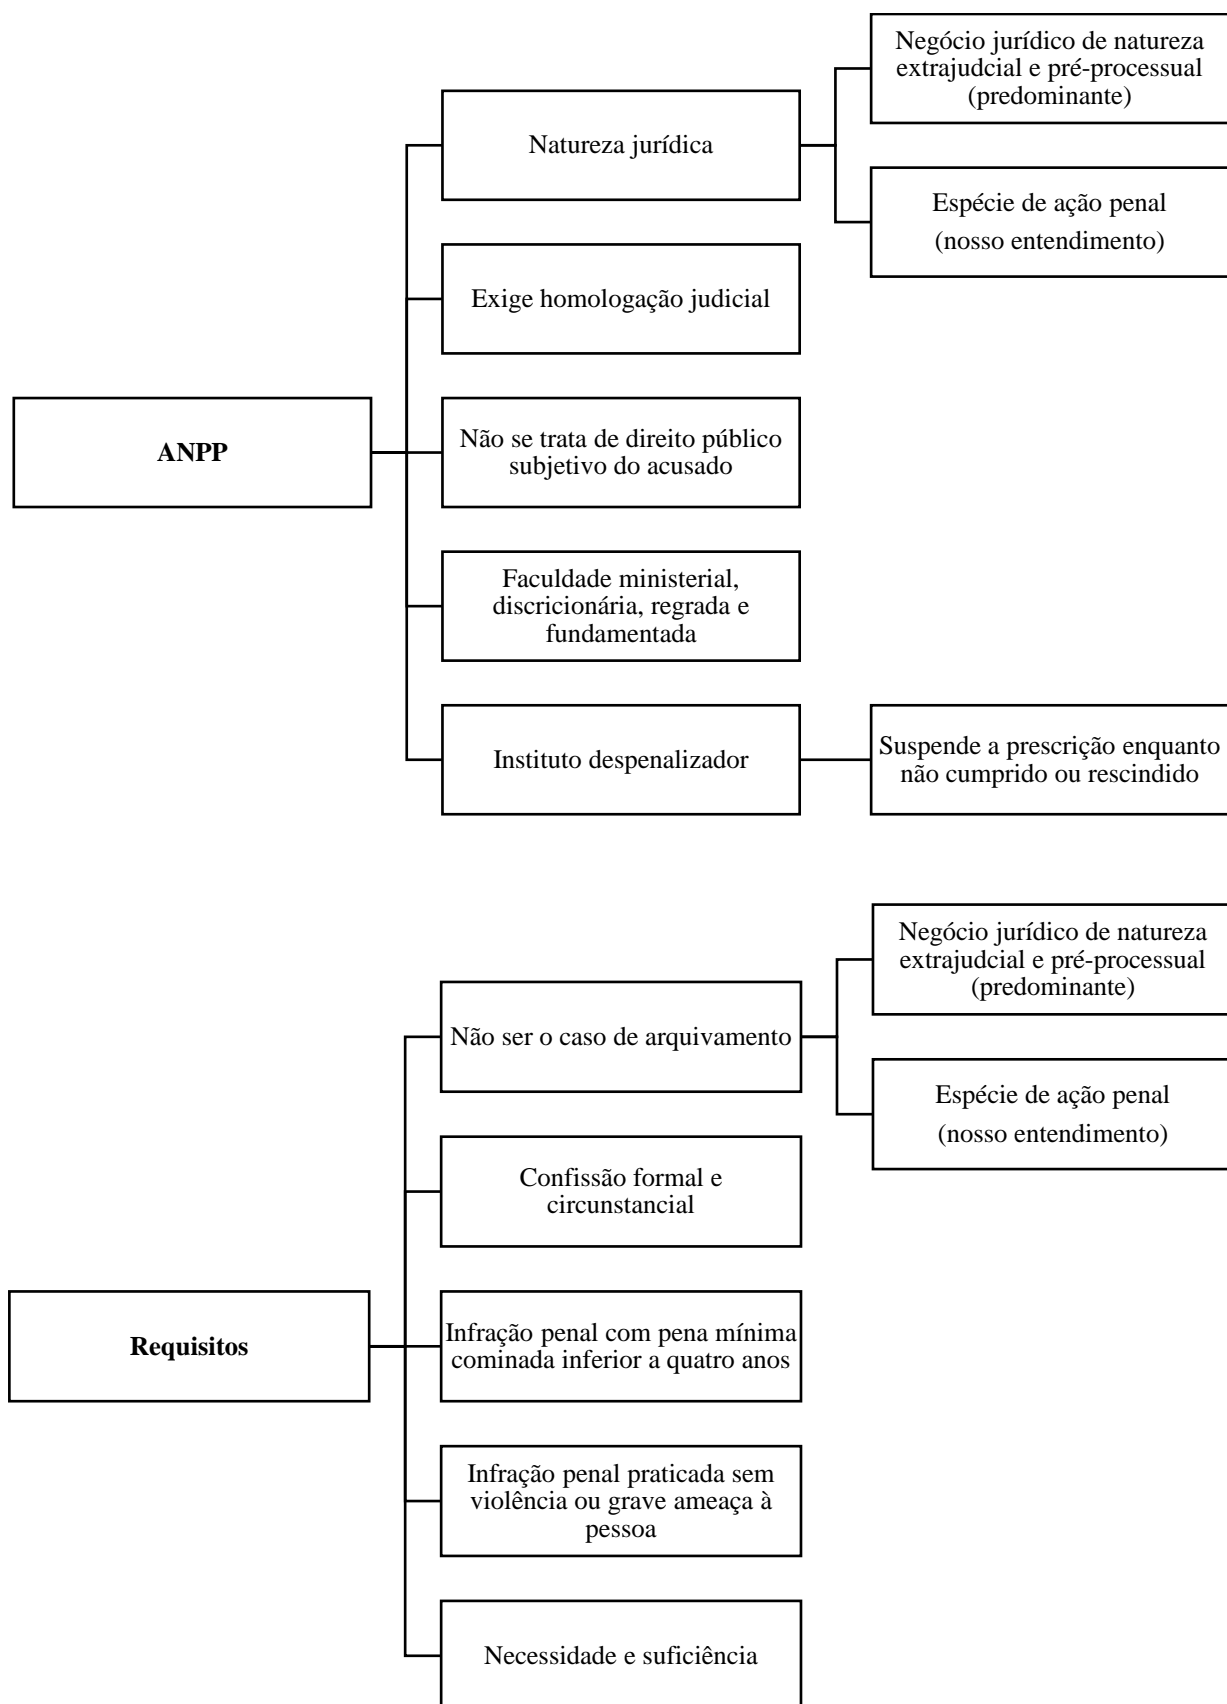 Negócio jurídico de natureza
extrajudcial e pré-processual
(predominante)
Natureza jurídica
Espécie de ação penal
(nosso entendimento)
Exige homologação judicial
ANPP
Não se trata de direito público
subjetivo do acusado
Faculdade ministerial,
discricionária, regrada e
fundamentada
Instituto despenalizador
Suspende a prescrição enquanto
não cumprido ou rescindido
Negócio jurídico de natureza
extrajudcial e pré-processual
(predominante)
Não ser o caso de arquivamento
Espécie de ação penal
(nosso entendimento)
Confissão formal e
circunstancial
Requisitos
Infração penal com pena mínima
cominada inferior a quatro anos
Infração penal praticada sem
violência ou grave ameaça à
pessoa
Necessidade e suficiência